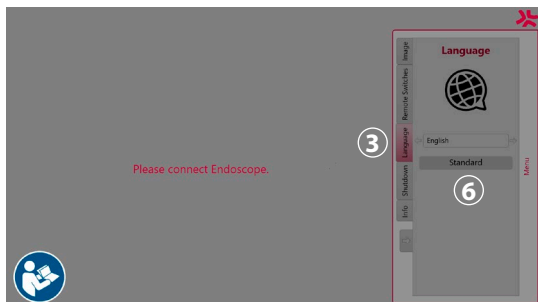 Please connect Endoscope.
Image
Remote Switches
Language
Shutdown
Info
Language
English
Standard
Menu
3
6